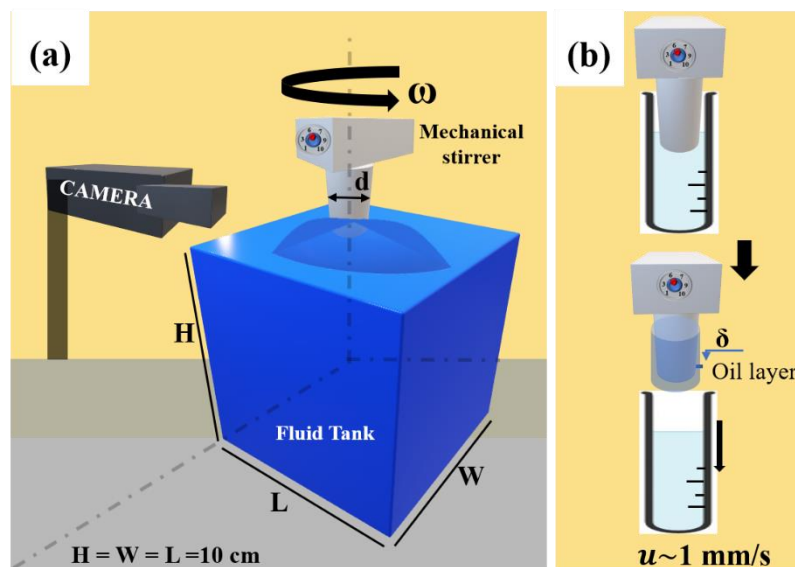 (a)
ω
Mechanical
stirrer
d
CAMERA
H
Fluid Tank
L
W
H = W = L =10 cm
(b)
δ
Oil layer
u~1 mm/s